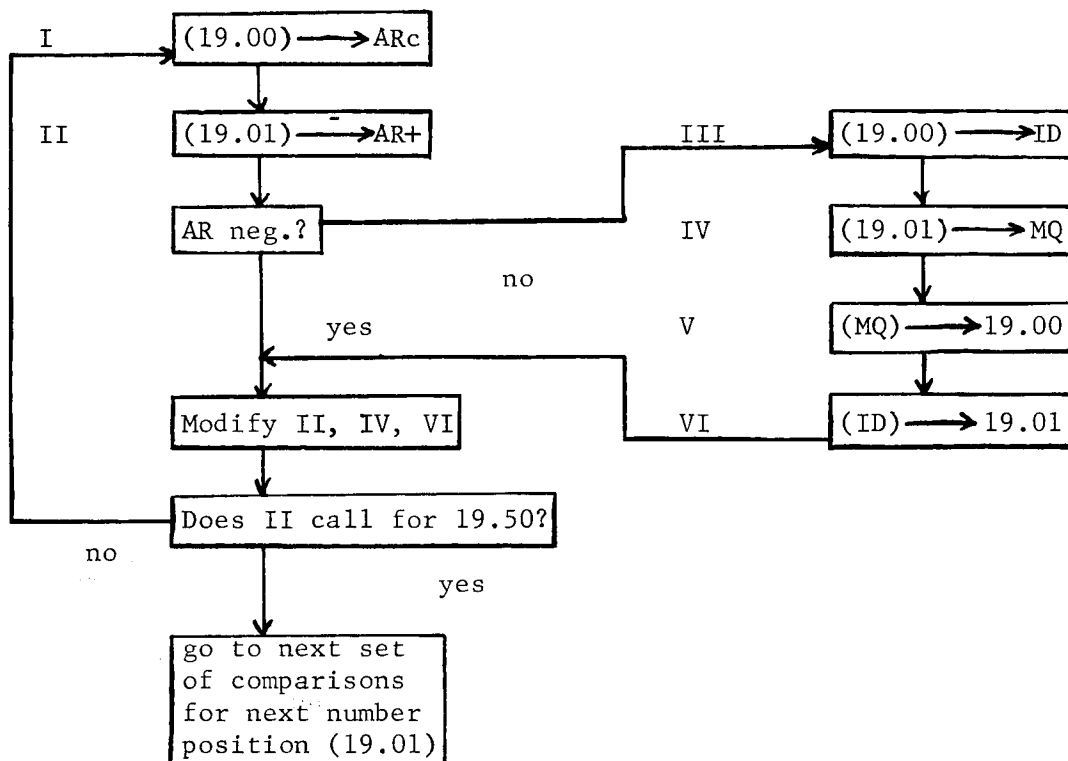 I
(19.00) ⟶ ARc
II
(19.01) -⟶ AR+
AR neg.?
no
yes
III
(19.00) ⟶ ID
IV
(19.01) ⟶ MQ
V
(MQ) ⟶ 19.00
VI
(ID) ⟶ 19.01
Modify II, IV, VI
Does II call for 19.50?
no
yes
go to next set
of comparisons
for next number
position (19.01)